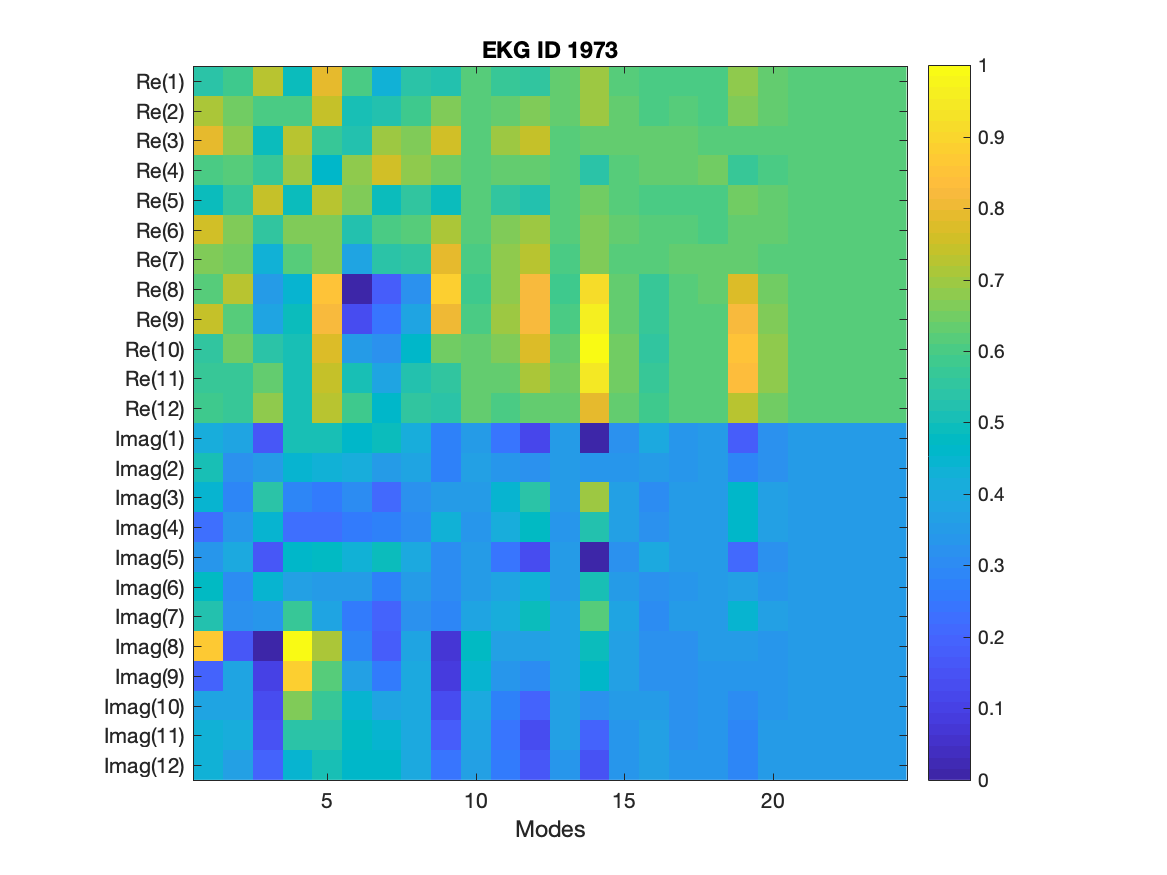 EKG ID 1973
Re(1)
Re(2)
Re(3)
Re(4)
Re(5)
Re(6)
Re(7)
Re(8)
Re(9)
Re(10)
Re(11)
Re(12)
Imag(1)
Imag(2)
Imag(3)
Imag(4)
Imag(5)
Imag(6)
Imag(7)
Imag(8)
Imag(9)
Imag(10)
Imag(11)
Imag(12)
5 10 15 20
Modes
1
0.9
0.8
0.7
0.6
0.5
0.4
0.3
0.2
0.1
0